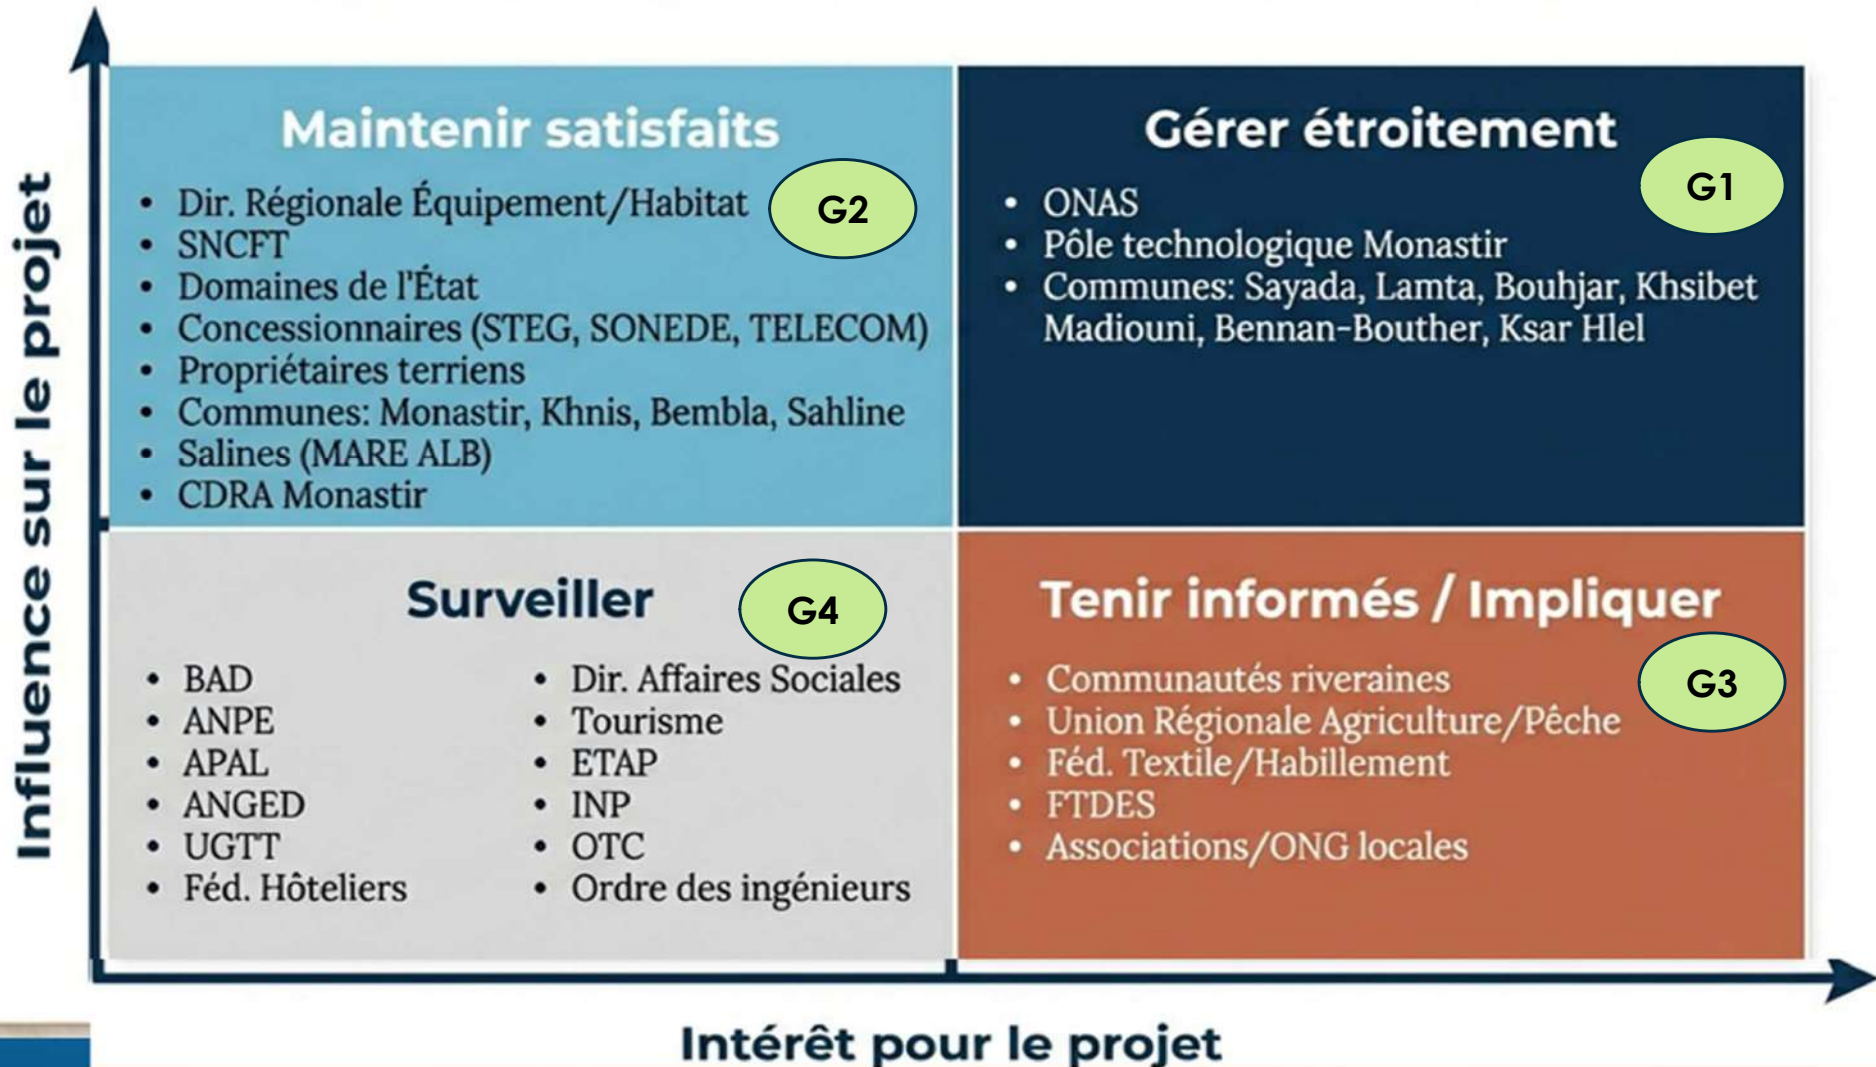 Influence sur le projet
Maintenir satisfaits
G2
• Dir. Régionale Équipement/Habitat
• SNCFT
• Domaines de l'État
• Concessionnaires (STEG, SONEDE, TELECOM)
• Propriétaires terriens
• Communes: Monastir, Khnis, Bembla, Sahline
• Salines (MARE ALB)
• CDRA Monastir
Gérer étroitement
G1
• ONAS
• Pôle technologique Monastir
• Communes: Sayada, Lamta, Bouhjar, Khsibet
Madiouni, Bennan-Bouther, Ksar Hlel
Surveiller
G4
• BAD
• ANPE
• APAL
• ANGED
• UGTT
• Féd. Hôteliers
• Dir. Affaires Sociales
• Tourisme
• ETAP
• INP
• OTC
• Ordre des ingénieurs
Tenir informés / Impliquer
G3
• Communautés riveraines
• Union Régionale Agriculture/Pêche
• Féd. Textile/Habillement
• FTDES
• Associations/ONG locales
Intérêt pour le projet